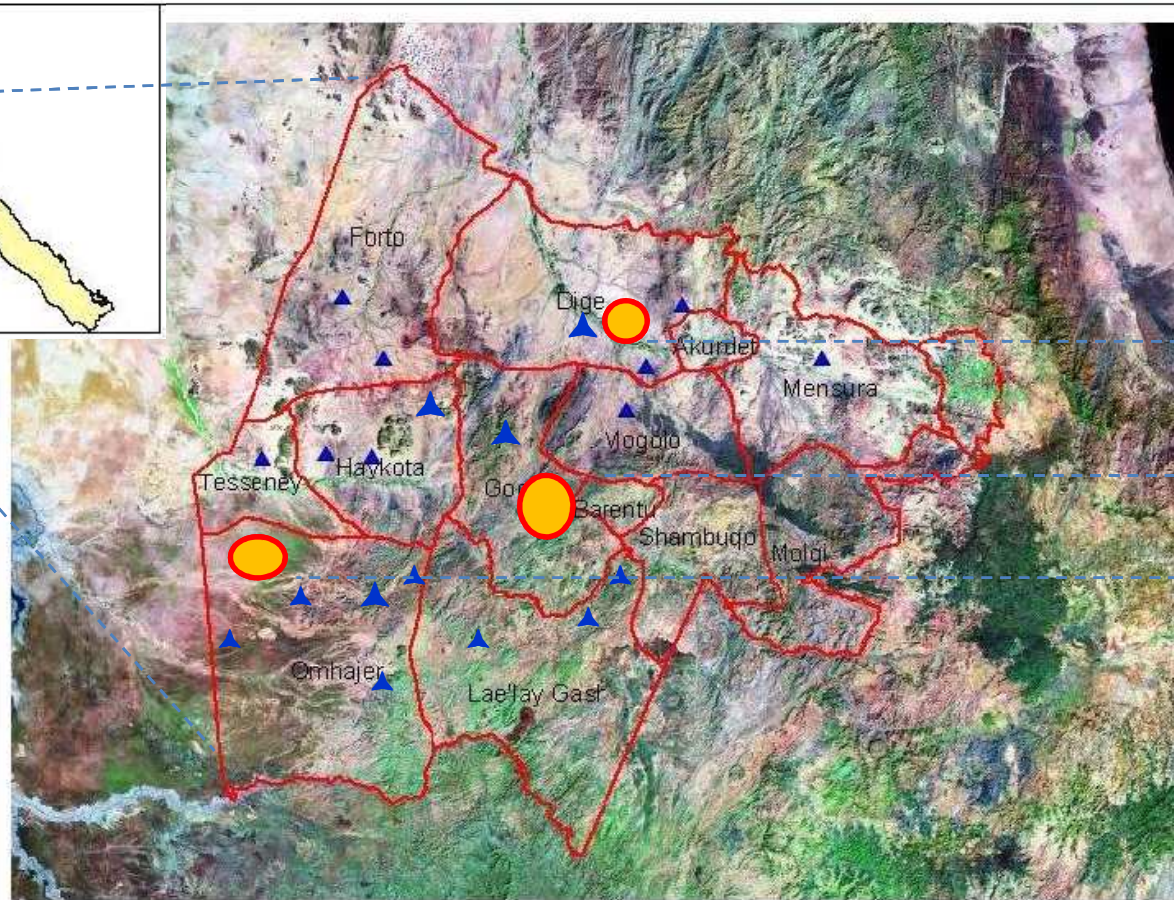 Forto
Dige
Akurdet
Mensura
Mogolo
Haykota
Tesseney
Barentu
Shambuqo
Molqi
Omhajer
Lae'lay Gash